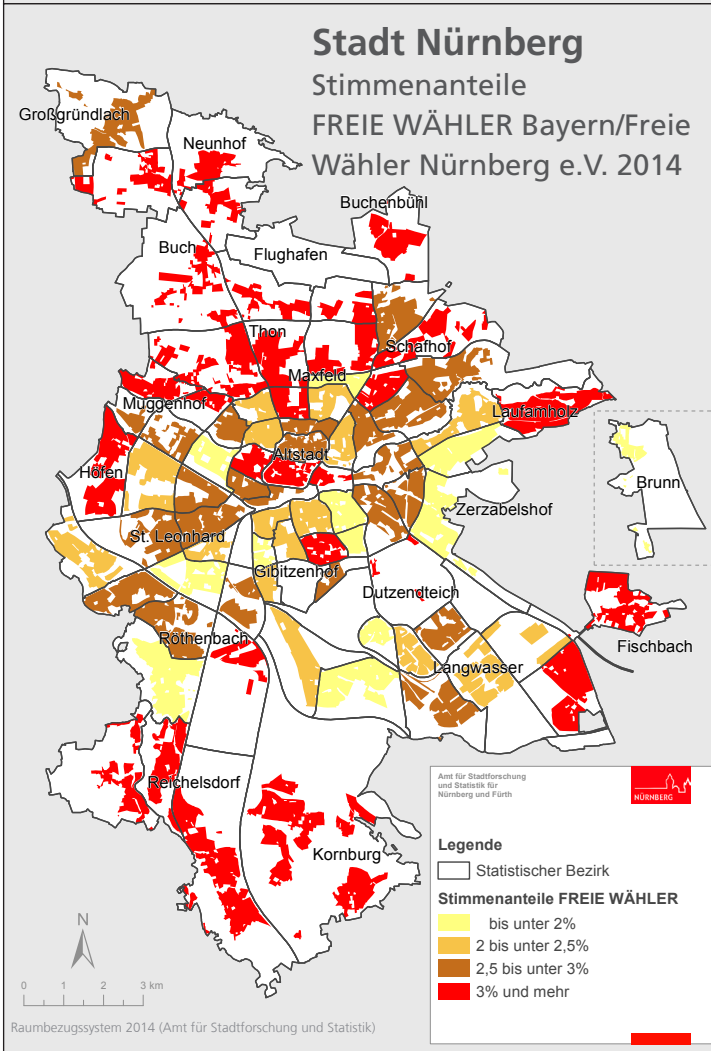 Stadt Nürnberg
Stimmenanteile
FREIE WÄHLER Bayern/Freie
Wähler Nürnberg e.V. 2014
Großgründlach
Neunhof
Buchenbühl
Buch
Flughafen
Thon
Schafhof
Maxfeld
Muggenhof
Laufamholz
Altstadt
Höfen
Brunn
Zerzabelshof
St. Leonhard
Gibitzenhof
Dutzendteich
Röthenbach
Fischbach
Langwasser
Reichelsdorf
Kornburg
Amt für Stadtforschung
und Statistik für
Nürnberg und Fürth
NÜRNBERG
Legende
Statistischer Bezirk
Stimmenanteile FREIE WÄHLER
bis unter 2%
2 bis unter 2,5%
2,5 bis unter 3%
3% und mehr
N
0 1 2 3 km
Raumbezugssystem 2014 (Amt für Stadtforschung und Statistik)